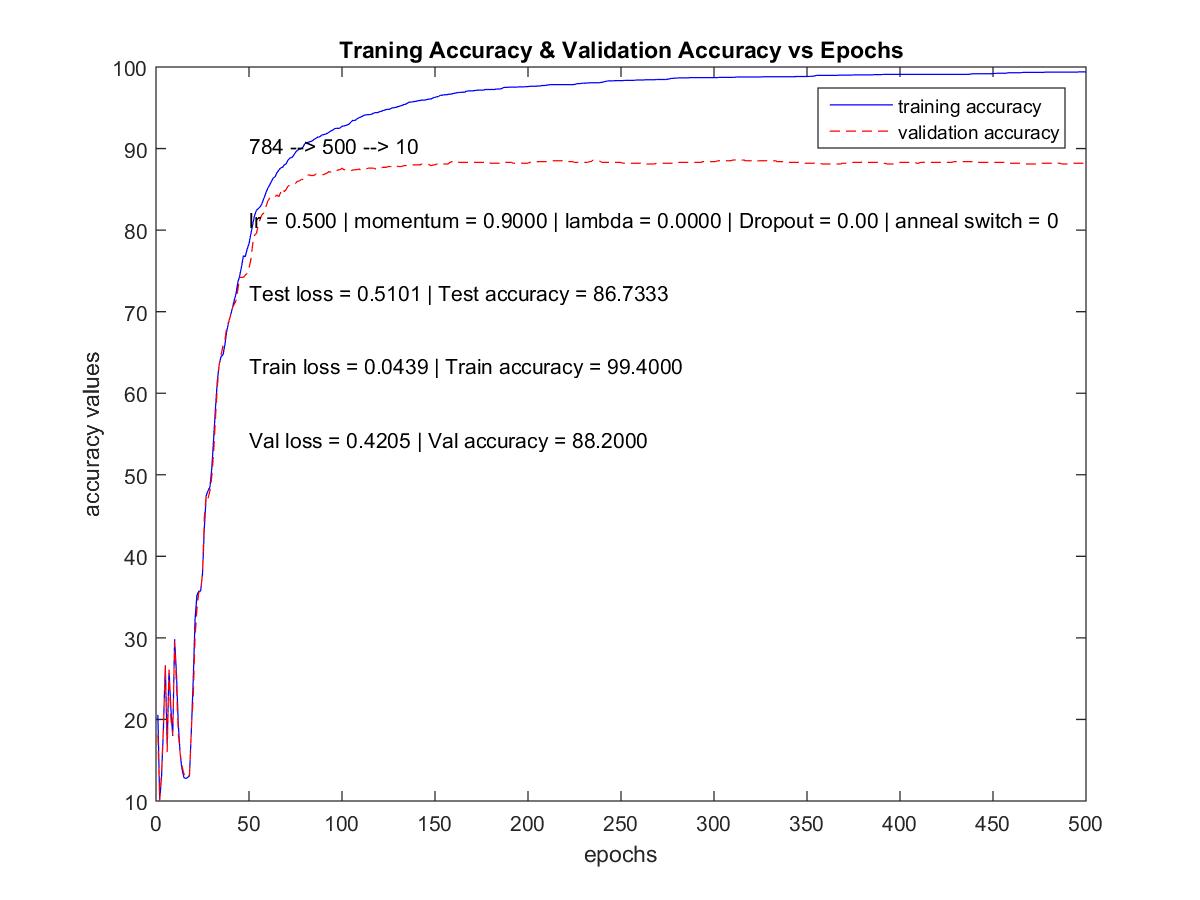 Traning Accuracy & Validation Accuracy vs Epochs
100
90
80
70
60
50
40
30
20
10
accuracy values
training accuracy
validation accuracy
784 --> 500 --> 10
lr = 0.500 | momentum = 0.9000 | lambda = 0.0000 | Dropout = 0.00 | anneal switch = 0
Test loss = 0.5101 | Test accuracy = 86.7333
Train loss = 0.0439 | Train accuracy = 99.4000
Val loss = 0.4205 | Val accuracy = 88.2000
0 50 100 150 200 250 300 350 400 450 500
epochs